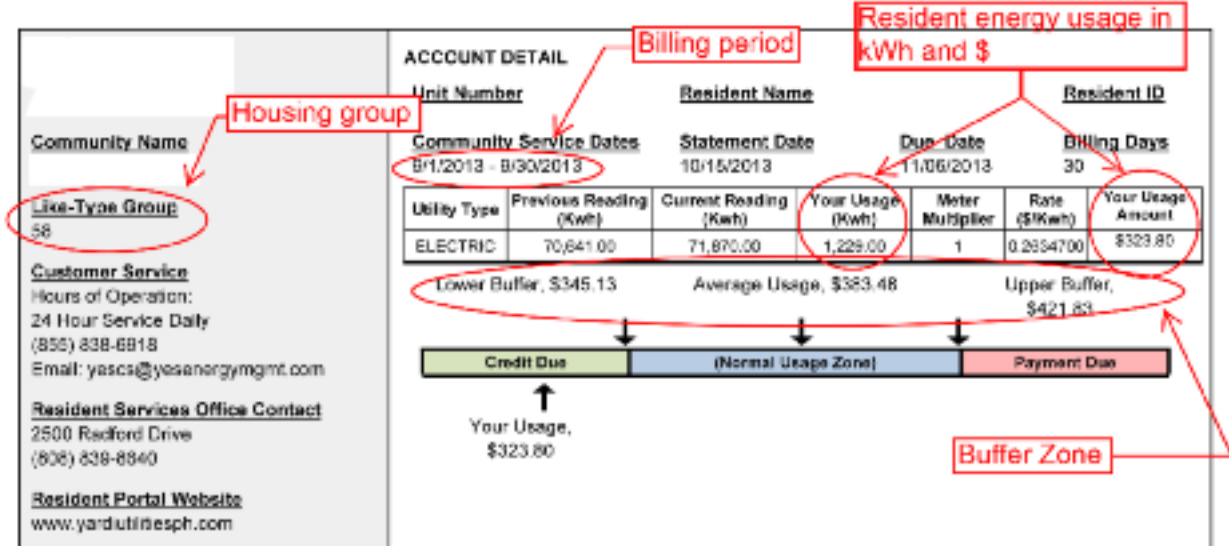 Resident energy usage in
kWh and $
Billing period
Housing group
ACCOUNT DETAIL
Unit Number Resident Name Resident ID
Community Name
Community Service Dates Statement Date Due Date Billing Days
9/1/2013 - 9/30/2013 10/15/2013 11/06/2013 30
Like-Type Group
58
Utility Type Previous Reading (Kwh) Current Reading (Kwh) Your Usage (Kwh) Meter Multiplier Rate ($/Kwh) Your Usage Amount
ELECTRIC 70,641.00 71,870.00 1,229.00 1 0.2634700 $323.80
Lower Buffer, $345.13 Average Usage, $383.48 Upper Buffer,
$421.83
Credit Due (Normal Usage Zone) Payment Due
Your Usage,
$323.80
Buffer Zone
Customer Service
Hours of Operation:
24 Hour Service Daily
(855) 838-6918
Email: yescs@yesenergymgmt.com
Resident Services Office Contact
2500 Radford Drive
(808) 839-8640
Resident Portal Website
www.yardiutilitiesph.com